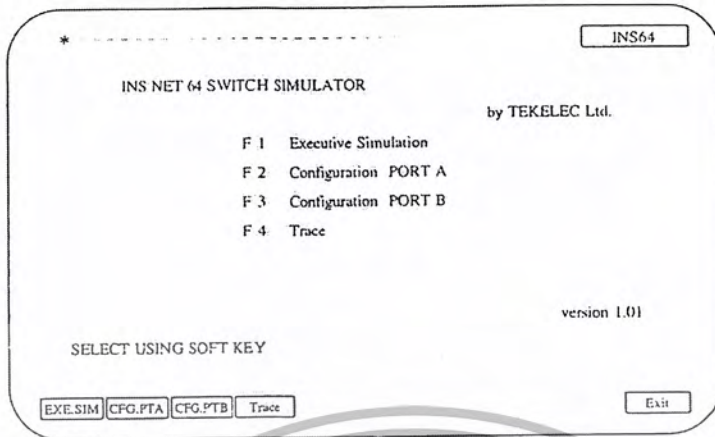 * - - - - - - - - - - - - - - - - - - - - - - - - INS64
INS NET 64 SWITCH SIMULATOR
by TEKELEC Ltd.
F 1 Executive Simulation
F 2 Configuration PORT A
F 3 Configuration PORT B
F 4 Trace
version 1.01
SELECT USING SOFT KEY
EXE.SIM CFG.PTA CFG.PTB Trace Exit